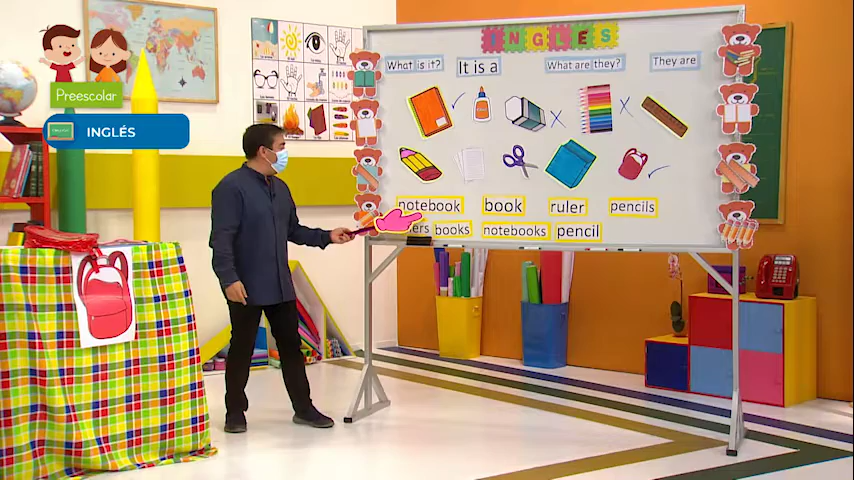 Preescolar
INGLÉS
INGLES
What is it?
It is a
What are they?
They are
notebook
book
ruler
pencils
books
notebooks
pencil